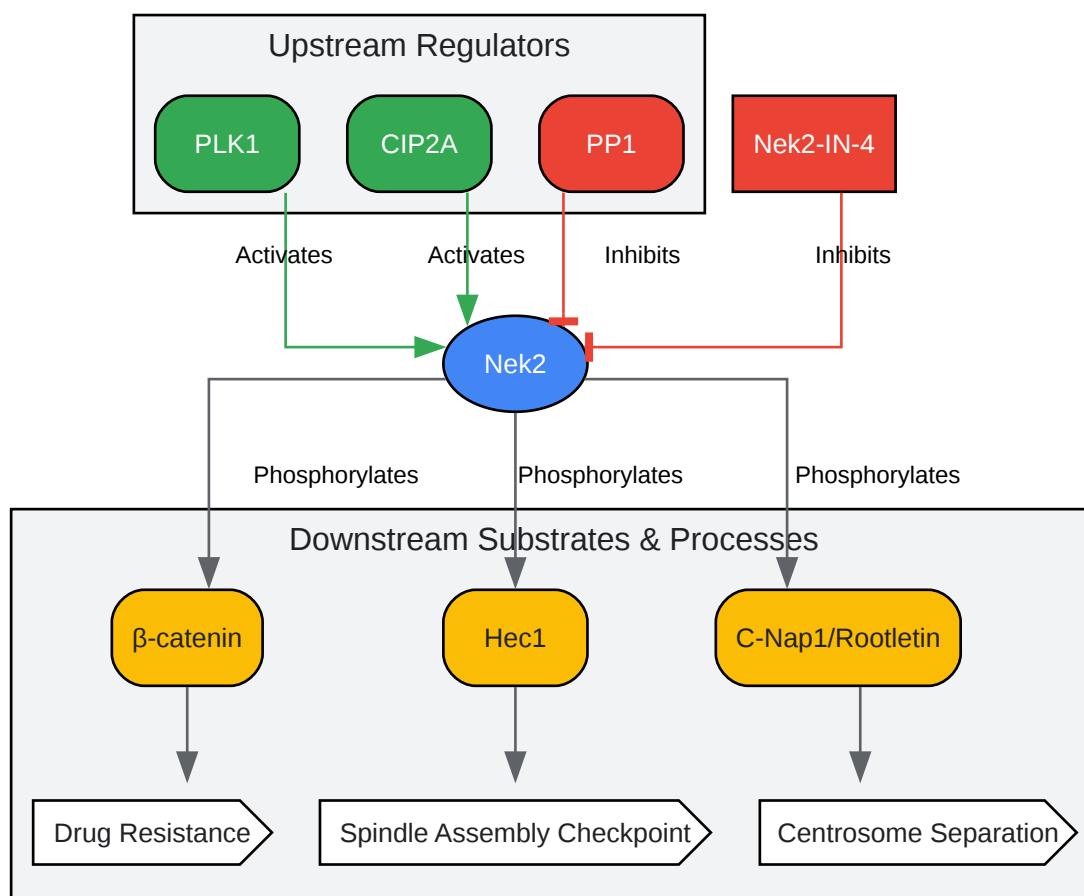 Upstream Regulators
PLK1
CIP2A
PP1
Nek2-IN-4
Activates
Activates
Inhibits
Inhibits
Nek2
Phosphorylates
Phosphorylates
Phosphorylates
Downstream Substrates & Processes
β-catenin
Hec1
C-Nap1/Rootletin
Drug Resistance
Spindle Assembly Checkpoint
Centrosome Separation